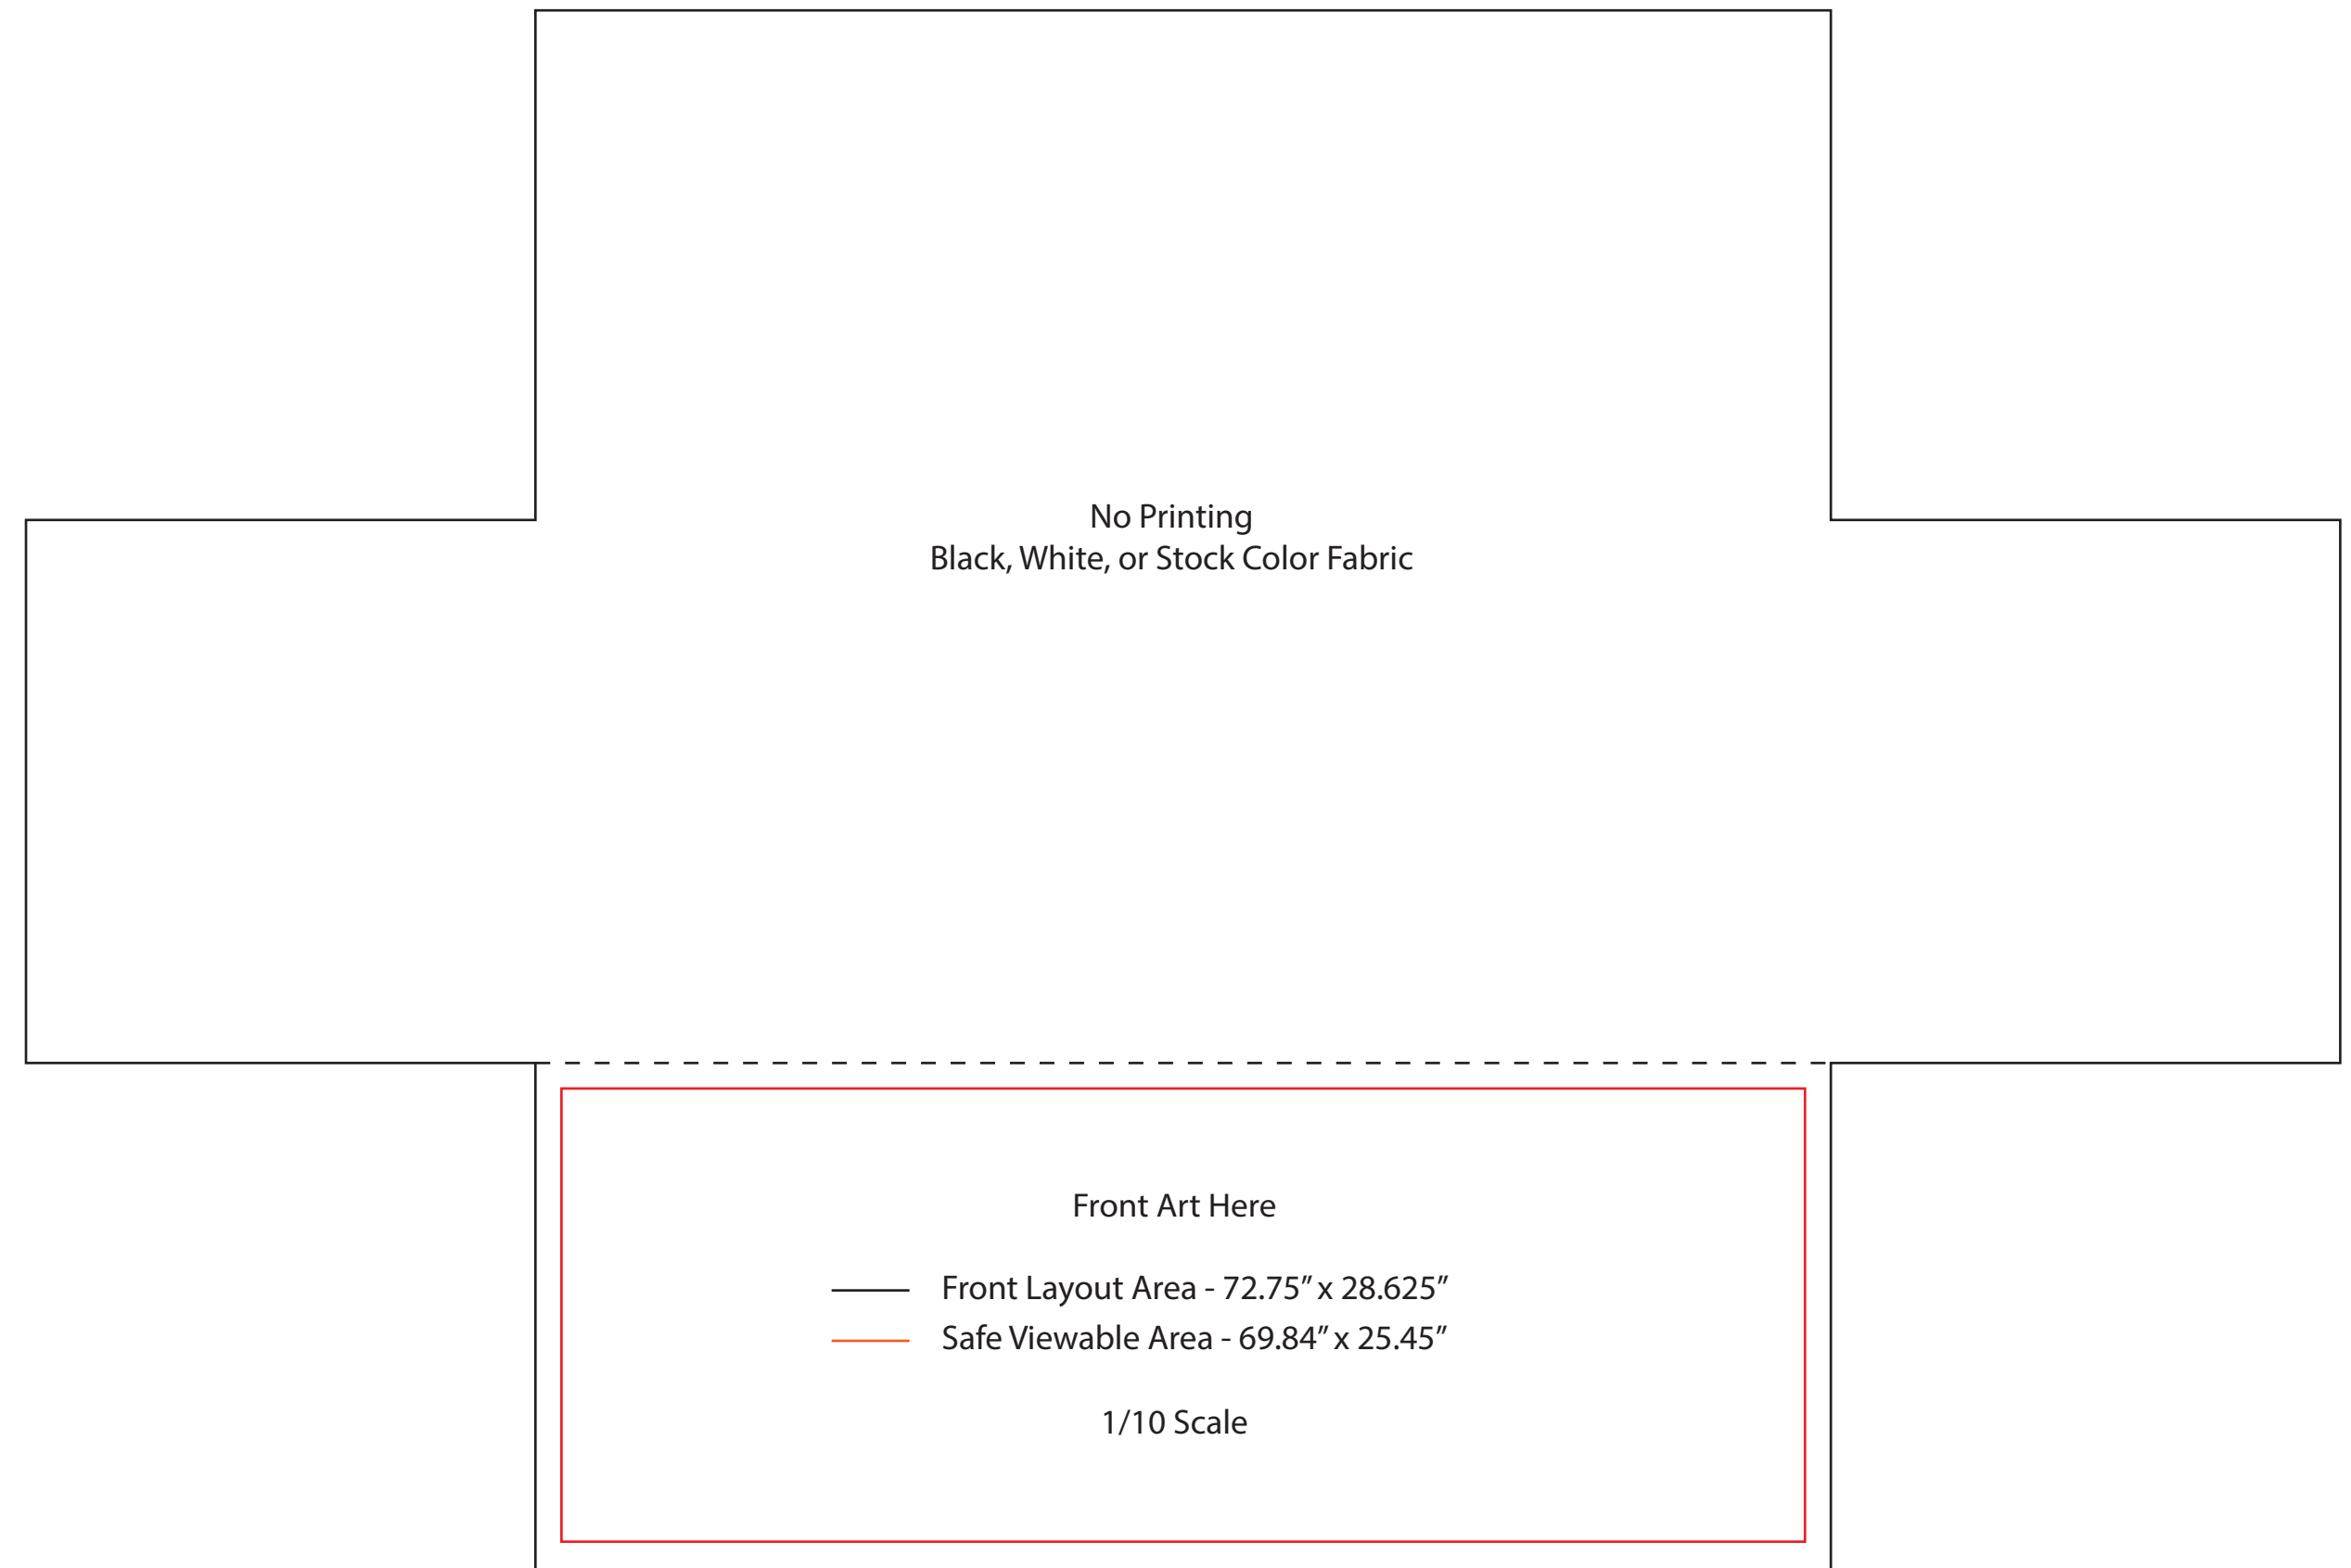 No Printing
Black, White, or Stock Color Fabric
Front Art Here
Front Layout Area - 72.75” x 28.625”
Safe Viewable Area - 69.84” x 25.45”
1/10 Scale